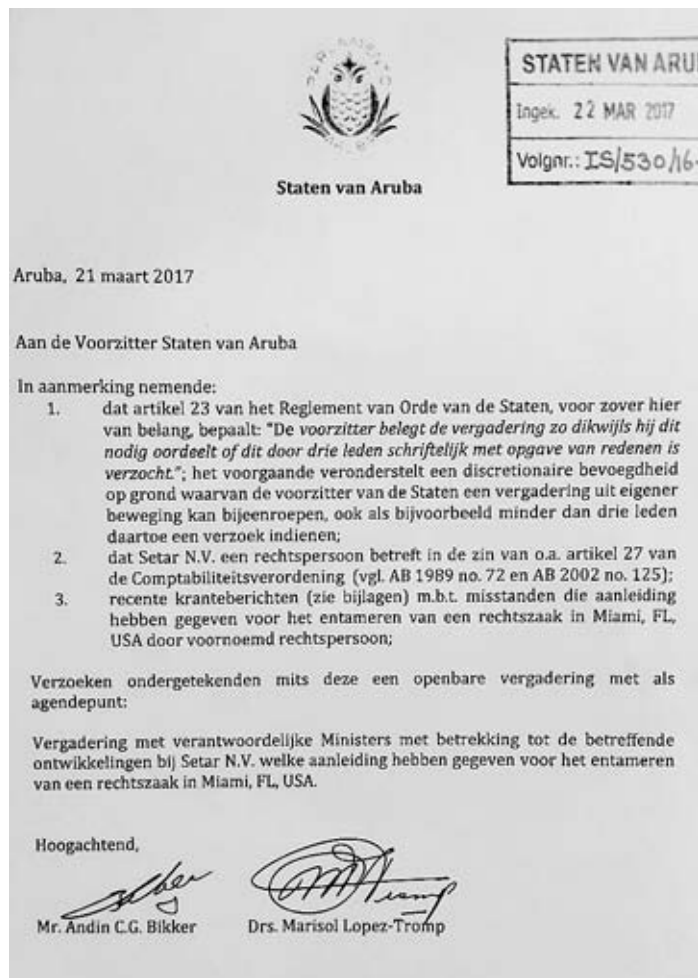 STATEN VAN ARU
Ingek. 22 MAR 2017
Volgnr.: IS/530/16-
Staten van Aruba
Aruba, 21 maart 2017
Aan de Voorzitter Staten van Aruba
In aanmerking nemende:
1. dat artikel 23 van het Reglement van Orde van de Staten, voor zover hier
van belang, bepaalt: "De voorzitter belegt de vergadering zo dikwijls hij dit
nodig oordeelt of dit door drie leden schriftelijk met opgave van redenen is
verzocht."; het voorgaande veronderstelt een discretionaire bevoegdheid
op grond waarvan de voorzitter van de Staten een vergadering uit eigener
beweging kan bijeenroepen, ook als bijvoorbeeld minder dan drie leden
daartoe een verzoek indienen;
2. dat Setar N.V. een rechtspersoon betreft in de zin van o.a. artikel 27 van
de Comptabiliteitsverordening (vgl. AB 1989 no. 72 en AB 2002 no. 125);
3. recente kranteberichten (zie bijlagen) m.b.t. misstanden die aanleiding
hebben gegeven voor het entameren van een rechtszaak in Miami, FL,
USA door voornoemd rechtspersoon;
Verzoeken ondergetekenden mits deze een openbare vergadering met als
agendepunt:
Vergadering met verantwoordelijke Ministers met betrekking tot de betreffende
ontwikkelingen bij Setar N.V. welke aanleiding hebben gegeven voor het entameren
van een rechtszaak in Miami, FL, USA.
Hoogachtend,
Mr. Andin C.G. Bikker Drs. Marisol Lopez-Tromp